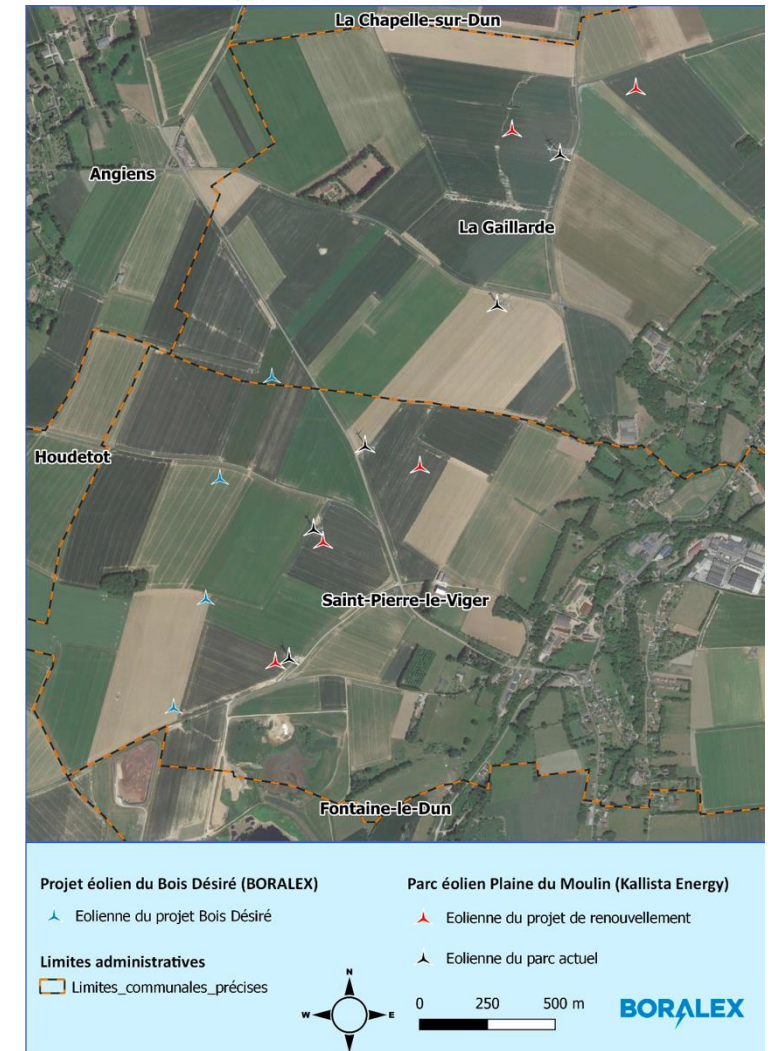 La Chapelle-sur-Dun
Angiens
La Gaillarde
Houdetot
Saint-Pierre-le-Viger
Fontaine-le-Dun
Projet éolien du Bois Désiré (BORALEX)
Eolienne du projet Bois Désiré
Limites administratives
Limites_communales_précises
Parc éolien Plaine du Moulin (Kallista Energy)
Eolienne du projet de renouvellement
Eolienne du parc actuel
N
W E
0 250 500 m
BORALEX